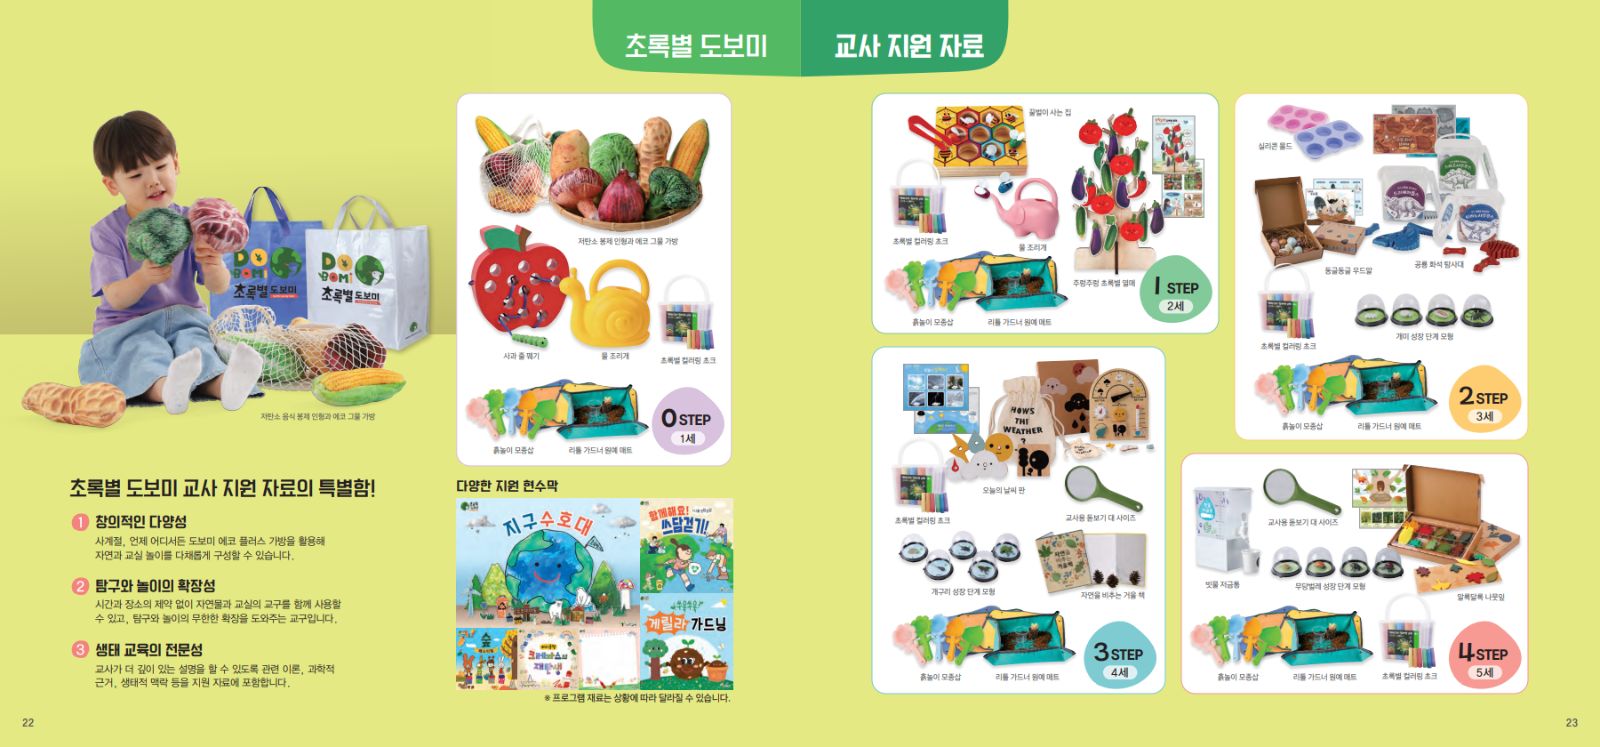 초록별 도보미
교사 지원 자료
DO
BOMi
초록별 도보미
DO
BOMi
초록별 도보미
저탄소 음식 봉제 인형과 에코 그물 가방
초록별 도보미 교사 지원 자료의 특별함!
1 창의적인 다양성
사계절, 언제 어디서든 도보미 에코 플러스 가방을 활용해
자연과 교실 놀이를 다채롭게 구성할 수 있습니다.
2 탐구와 놀이의 확장성
시간과 장소의 제약 없이 자연물과 교실의 교구를 함께 사용할
수 있고, 탐구와 놀이의 무한한 확장을 도와주는 교구입니다.
3 생태 교육의 전문성
교사가 더 깊이 있는 설명을 할 수 있도록 관련 이론, 과학적
근거, 생태적 맥락 등을 지원 자료에 포함합니다.
22
저탄소 봉제 인형과 에코 그물 가방
사과 줄 꿰기
물 조리개
초록별 컬러링 초크
흙놀이 모종삽
리틀 가드너 원예 매트
0 STEP
1세
다양한 지원 현수막
지구수호대
함께해요!
쓰담걷기!
게릴라 가드닝
숲
크레파스의
재탄생
※ 프로그램 재료는 상황에 따라 달라질 수 있습니다.
꿀벌이 사는 집
초록별 컬러링 초크
물 조리개
주렁주렁 초록별 열매
흙놀이 모종삽
리틀 가드너 원예 매트
1 STEP
2세
실리콘 몰드
동글동글 우드알
공룡 화석 탐사대
초록별 컬러링 초크
개미 성장 단계 모형
흙놀이 모종삽
리틀 가드너 원예 매트
2 STEP
3세
HOWS
THE
WEATHER
?
오늘의 날씨 판
초록별 컬러링 초크
교사용 돋보기 대 사이즈
개구리 성장 단계 모형
자연을 비추는 거울 책
흙놀이 모종삽
리틀 가드너 원예 매트
3 STEP
4세
빗물 저금통
교사용 돋보기 대 사이즈
무당벌레 성장 단계 모형
알록달록 나뭇잎
흙놀이 모종삽
리틀 가드너 원예 매트
초록별 컬러링 초크
4 STEP
5세
23